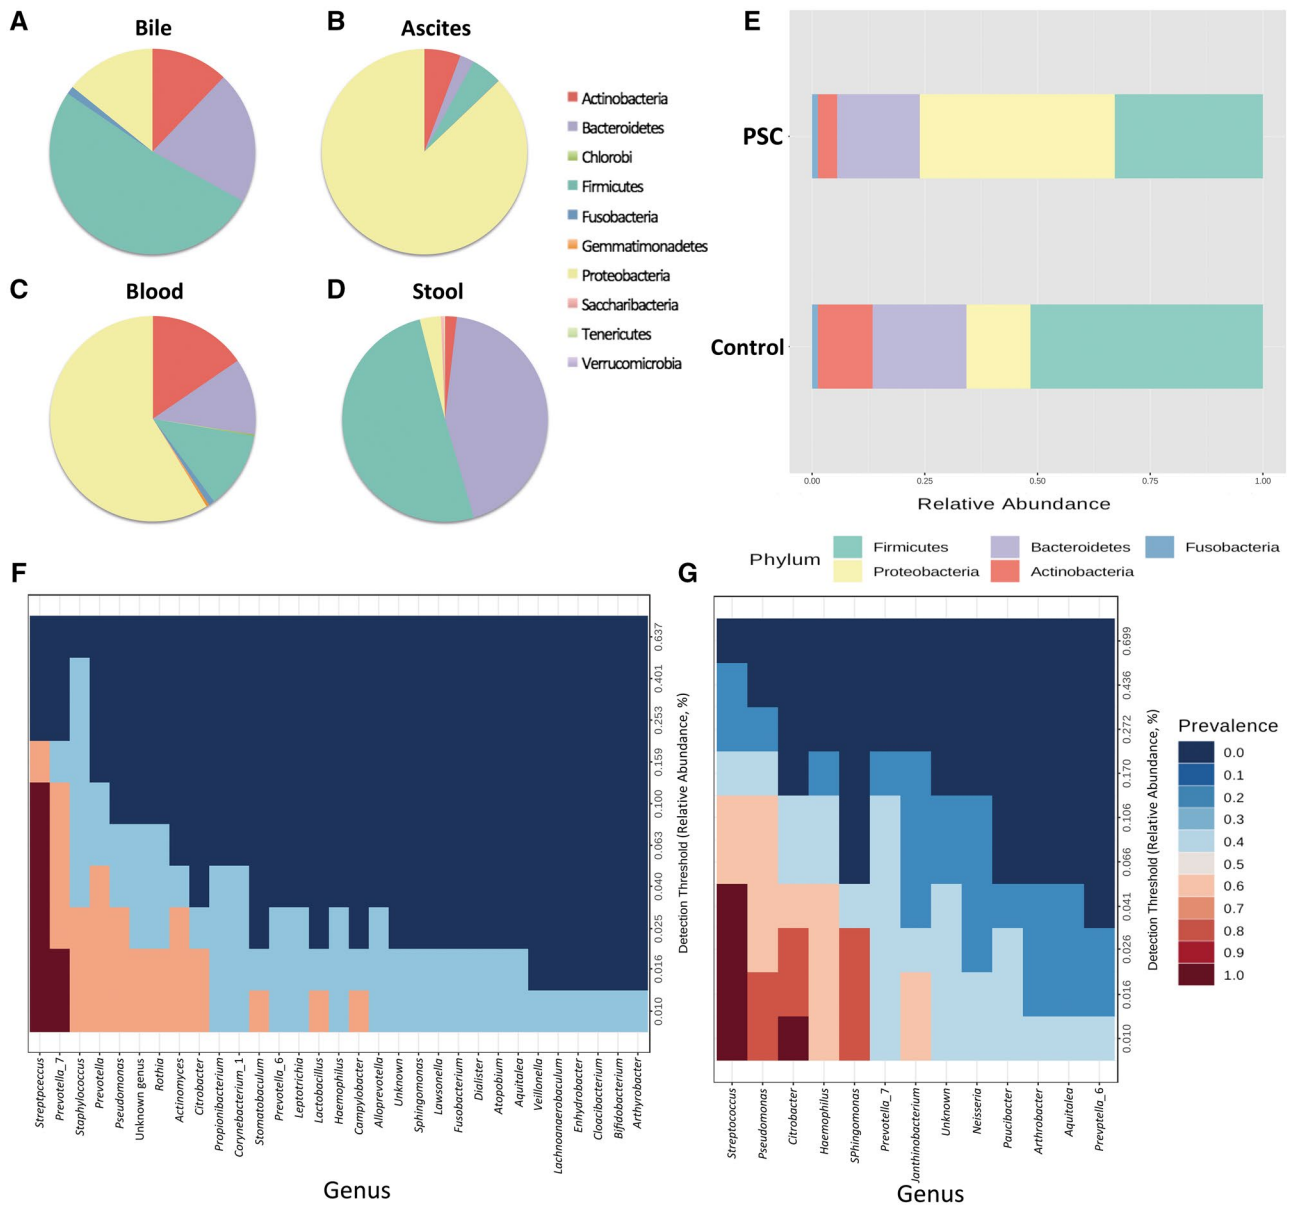 A
Bile
B
Ascites
Actinobacteria
Bacteroidetes
Chlorobi
Firmicutes
Fusobacteria
Gemmatimonadetes
Proteobacteria
Saccharibacteria
Tenericutes
Verrucomicrobia
C
Blood
D
Stool
E
PSC
Control
0.00 0.25 0.50 0.75 1.00
Relative Abundance
Phylum
Firmicutes Bacteroidetes Fusobacteria
Proteobacteria Actinobacteria
F
0.637
0.401
0.253
0.159
0.100
0.063
0.040
0.025
0.016
0.010
Detection Threshold (Relative Abundance, %)
Streptpceccus
Prevotella_7
Staphylococcus
Prevotella
Pseudomonas
Unknown genus
Rothia
Actinomyces
Citrobacter
Propionibacterium
Corynebacterium_1
Stomatobaculum
Prevotella_6
Leptotrichia
Lactobacillus
Haemophilus
Campylobacter
Alloprevotella
Unknown
Sphingomonas
Lawsonella
Fusobacterium
Dialister
Atopobium
Aquitalea
Veillonella
Lachnoanaerobaculum
Enhydrobacter
Cloacibacterium
Bifidobacterium
Arthyrobacter
Genus
G
0.699
0.436
0.272
0.170
0.106
0.066
0.041
0.026
0.016
0.010
Detection Threshold (Relative Abundance, %)
Streptococcus
Pseudomonas
Citrobacter
Haemophilus
SPhingomonas
Prevotella_7
Janthinobacterium
Unknown
Neisseria
Paucibacter
Arthrobacter
Aquitalea
Prevptella_6
Genus
Prevalence
0.0
0.1
0.2
0.3
0.4
0.5
0.6
0.7
0.8
0.9
1.0